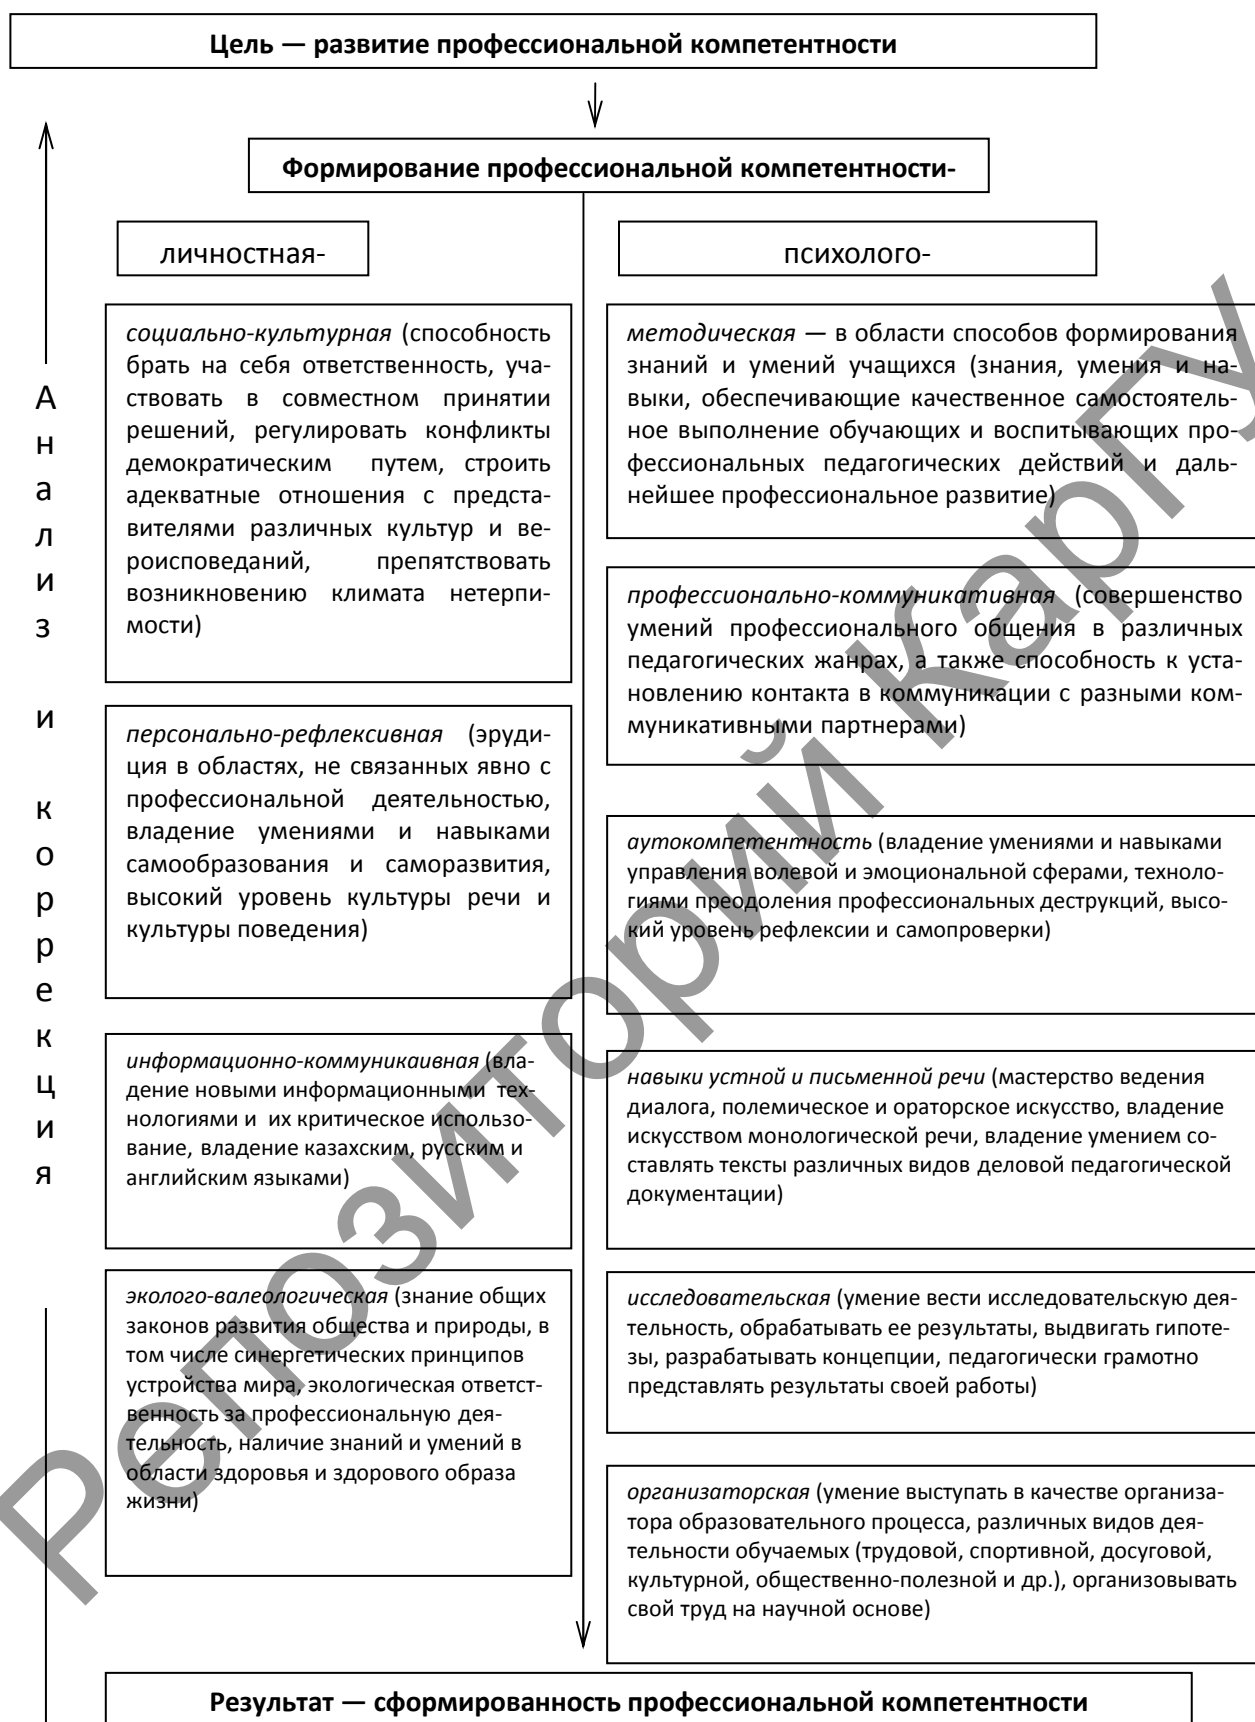 Цель — развитие профессиональной компетентности
Формирование профессиональной компетентности-
личностная-
социально-культурная (способность
брать на себя ответственность, уча-
ствовать в совместном принятии
решений, регулировать конфликты
демократическим путем, строить
адекватные отношения с предста-
вителями различных культур и ве-
роисповеданий, препятствовать
возникновению климата нетерпи-
мости)
персонально-рефлексивная (эруди-
ция в областях, не связанных явно с
профессиональной деятельностью,
владение умениями и навыками
самообразования и саморазвития,
высокий уровень культуры речи и
культуры поведения)
информационно-коммуникаивная (вла-
дение новыми информационными тех-
нологиями и их критическое использо-
вание, владение казахским, русским и
английским языками)
эколого-валеологическая (знание общих
законов развития общества и природы, в
том числе синергетических принципов
устройства мира, экологическая ответст-
венность за профессиональную дея-
тельность, наличие знаний и умений в
области здоровья и здорового образа
жизни)
психолого-
методическая — в области способов формирования
знаний и умений учащихся (знания, умения и на-
выки, обеспечивающие качественное самостоятель-
ное выполнение обучающих и воспитывающих про-
фессиональных педагогических действий и даль-
нейшее профессиональное развитие)
профессионально-коммуникативная (совершенство
умений профессионального общения в различных
педагогических жанрах, а также способность к уста-
новлению контакта в коммуникации с разными ком-
муникативными партнерами)
аутокомпетентность (владение умениями и навыками
управления волевой и эмоциональной сферами, техноло-
гиями преодоления профессиональных деструкций, высо-
кий уровень рефлексии и самопроверки)
навыки устной и письменной речи (мастерство ведения
диалога, полемическое и ораторское искусство, владение
искусством монологической речи, владение умением со-
ставлять тексты различных видов деловой педагогической
документации)
исследовательская (умение вести исследовательскую дея-
тельность, обрабатывать ее результаты, выдвигать гипоте-
зы, разрабатывать концепции, педагогически грамотно
представлять результаты своей работы)
организаторская (умение выступать в качестве организа-
тора образовательного процесса, различных видов дея-
тельности обучаемых (трудовой, спортивной, досуговой,
культурной, общественно-полезной и др.), организовывать
свой труд на научной основе)
Анализ и коррекция
Результат — сформированность профессиональной компетентности
Репозиторий КарГУ